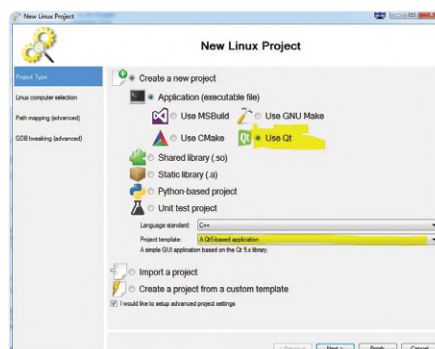 New Linux Project
New Linux Project
Project Type
Linux computer selection
Path mapping (advanced)
GDB tweaking (advanced)
Create a new project
Application (executable file)
Use MSBuild
Use GNU Make
Use CMake
Qt
Use Qt
Shared library (.so)
Static library (.a)
Python-based project
Unit test project
Language standard:
C++
Project template:
A Qt5-based application
A simple GUI application based on the Qt 5.x library.
Import a project
Create a project from a custom template
I would like to setup advanced project settings
< Previous
Next >
Finish
Cancel